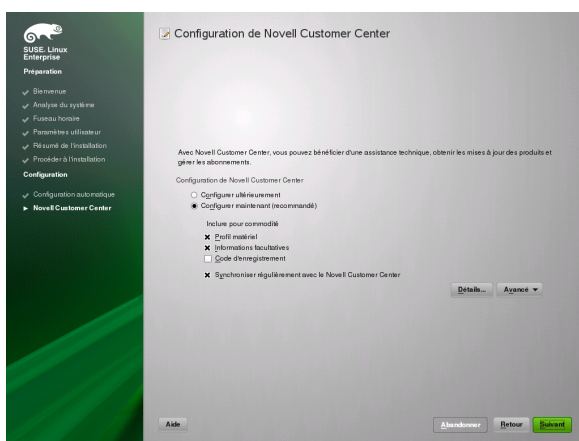 SUSE. Linux
Enterprise
Préparation
Bienvenue
Analyse du système
Fuseau horaire
Paramètres utilisateur
Résumé de l'installation
Procéder à l'installation
Configuration
Configuration automatique
Novell Customer Center
Configuration de Novell Customer Center
Avec Novell Customer Center, vous pouvez bénéficier d'une assistance technique, obtenir les mises à jour des produits et
gérer les abonnements.
Configuration de Novell Customer Center
Configurer ultérieurement
Configurer maintenant (recommandé)
Inclure pour commodité
Profil matériel
Informations facultatives
Code d'enregistrement
Synchroniser régulièrement avec le Novell Customer Center
Détails...
Avancé
Aide
Abandonner
Retour
Suivant